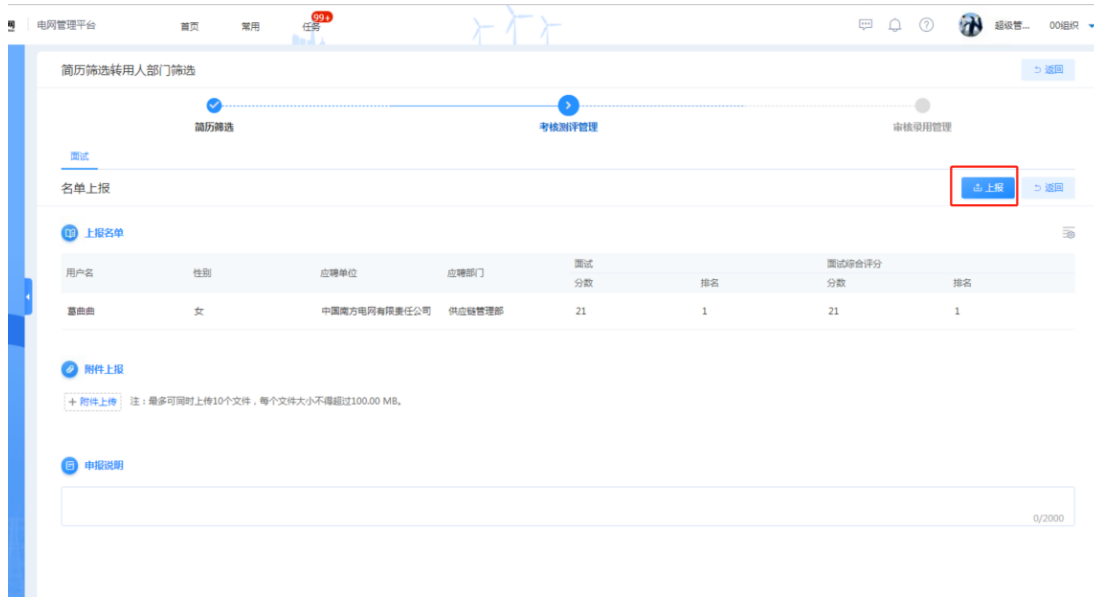 电网管理平台 首页 常用 任务 99+ 超级管... 00组织
简历筛选转用人部门筛选 返回
简历筛选 考核测评管理 审核录用管理
面试
名单上报 上报 返回
上报名单
用户名 性别 应聘单位 应聘部门 面试 面试综合评分
分数 排名 分数 排名
葛曲曲 女 中国南方电网有限责任公司 供应链管理部 21 1 21 1
附件上报
+ 附件上传 注：最多可同时上传10个文件，每个文件大小不得超过100.00 MB。
申报说明
0/2000